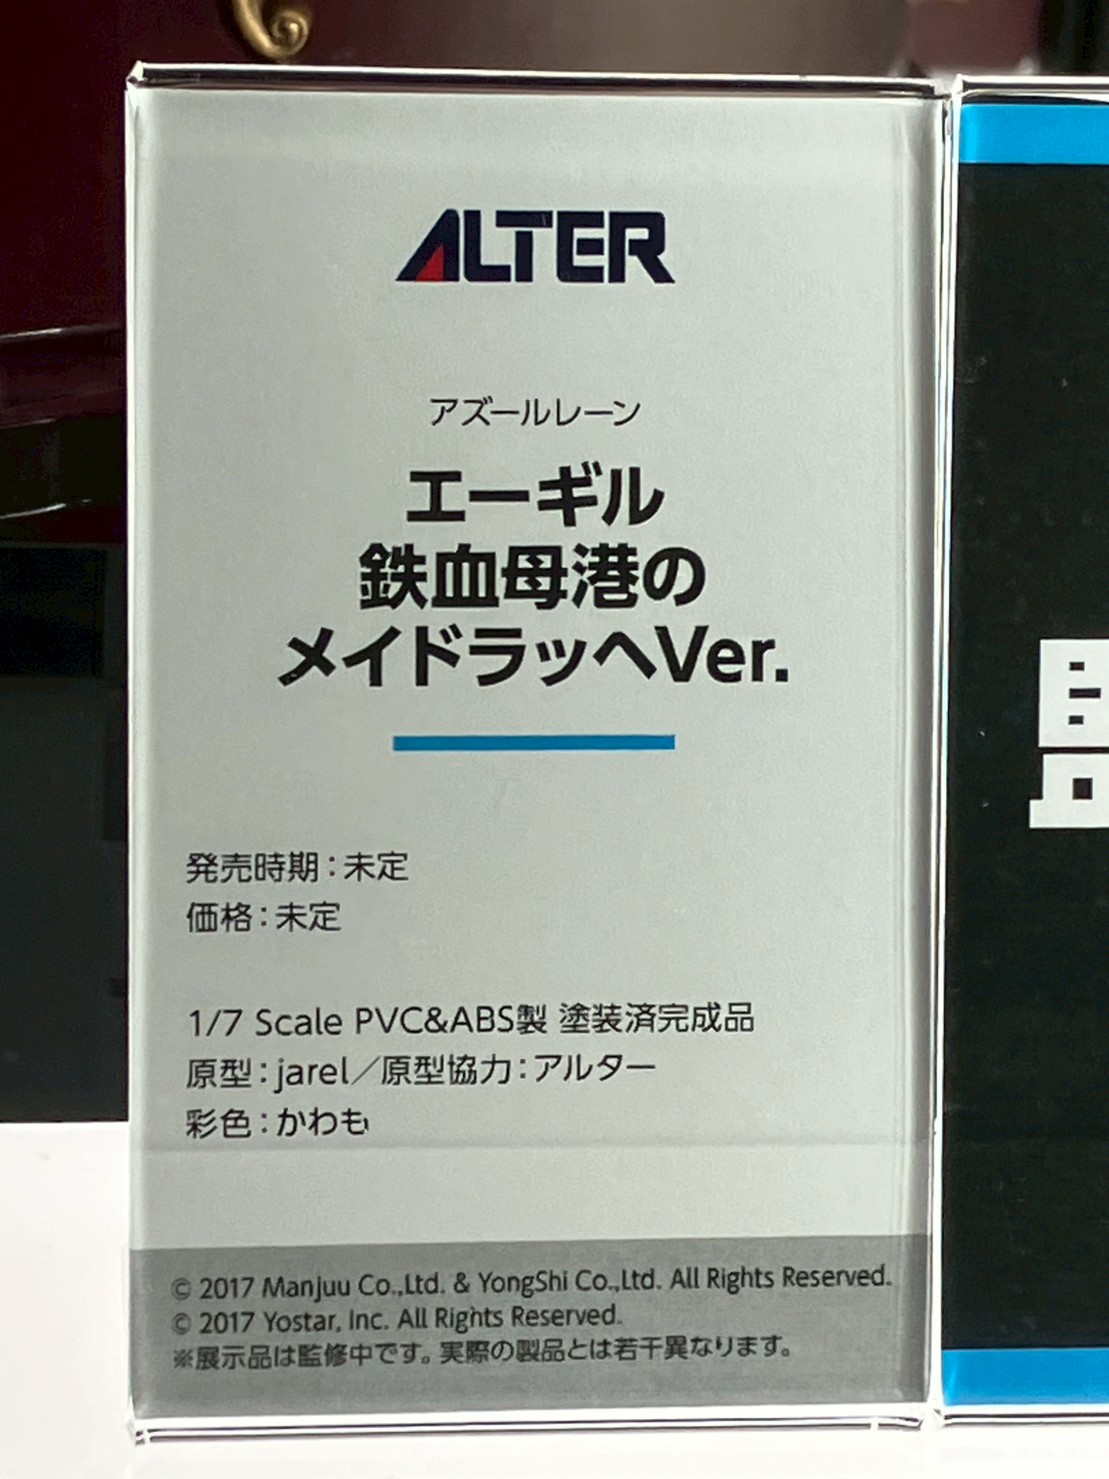 ALTER
アズールレーン
エーギル
鉄血母港の
メイドラッヘVer.
発売時期：未定
価格：未定
1/7 Scale PVC&ABS製 塗装済完成品
原型：jarel／原型協力：アルター
彩色：かわも
© 2017 Manjuu Co.,Ltd. & YongShi Co.,Ltd. All Rights Reserved.
© 2017 Yostar, Inc. All Rights Reserved.
※展示品は監修中です。実際の製品とは若干異なります。